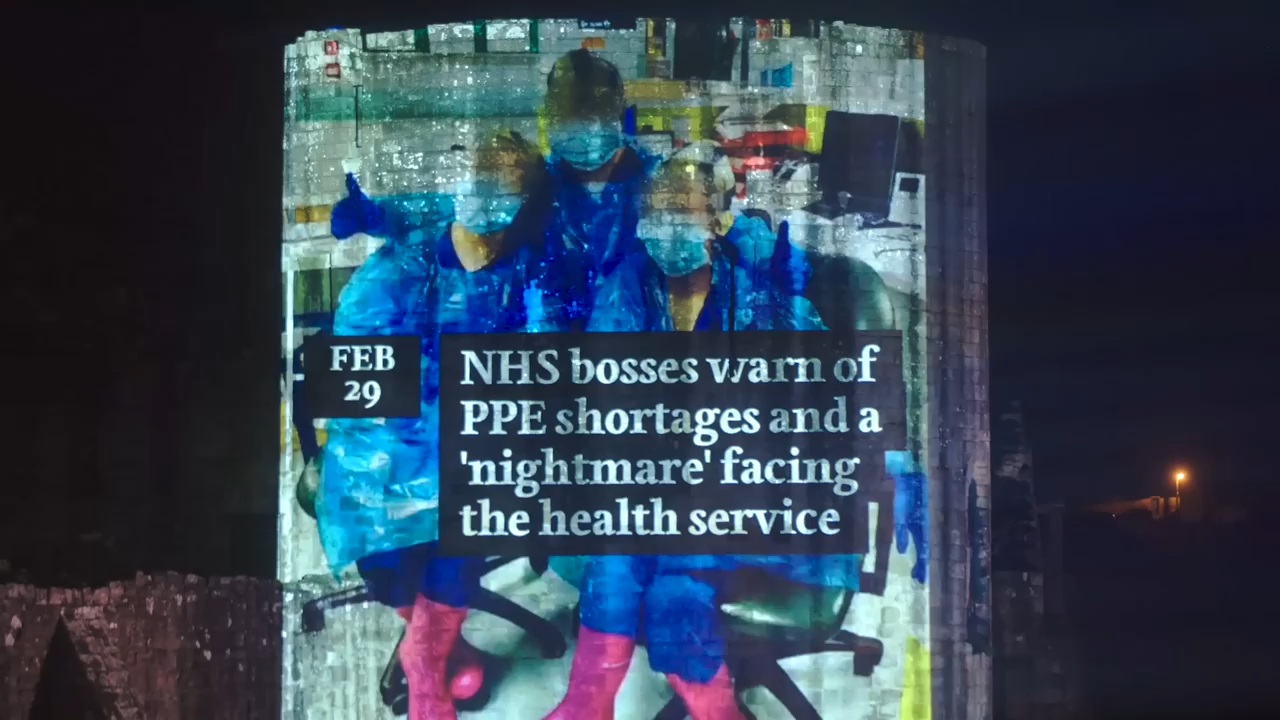 FEB
29
NHS bosses warn of
PPE shortages and a
'nightmare' facing
the health service